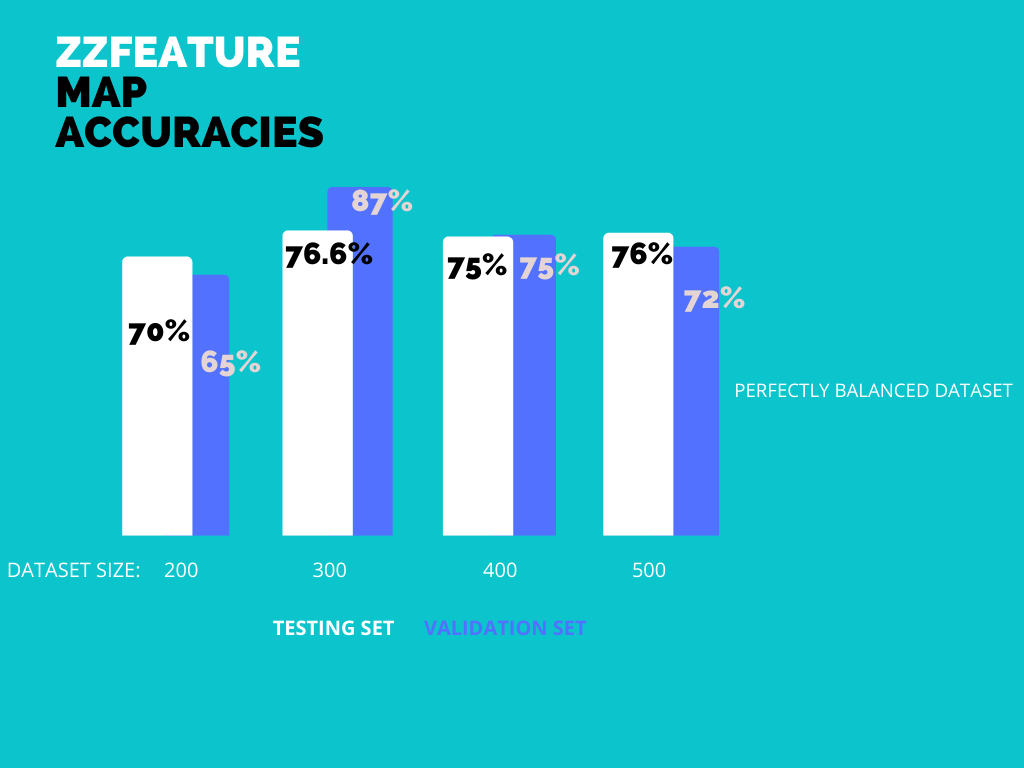 ZZFEATURE
MAP
ACCURACIES
87%
76.6%
75% 75%
76%
72%
70%
65%
PERFECTLY BALANCED DATASET
DATASET SIZE: 200 300 400 500
TESTING SET VALIDATION SET